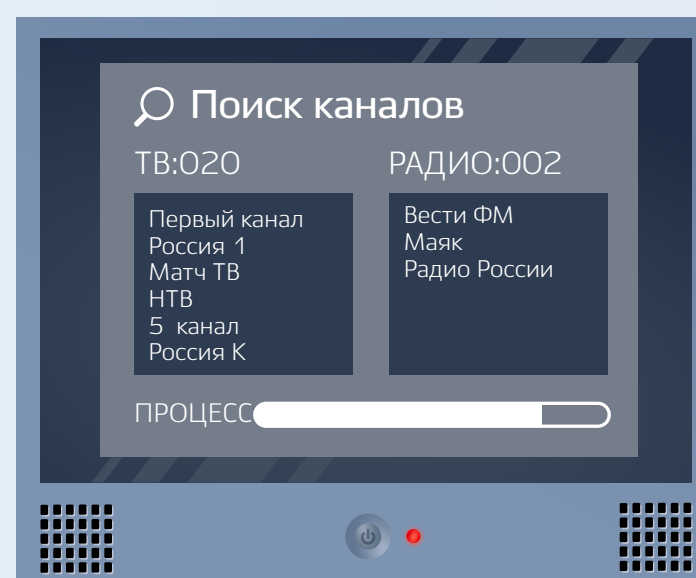 Поиск каналов
ТВ:020
Первый канал
Россия 1
Матч ТВ
НТВ
5 канал
Россия К
РАДИО:002
Вести ФМ
Маяк
Радио России
ПРОЦЕСС